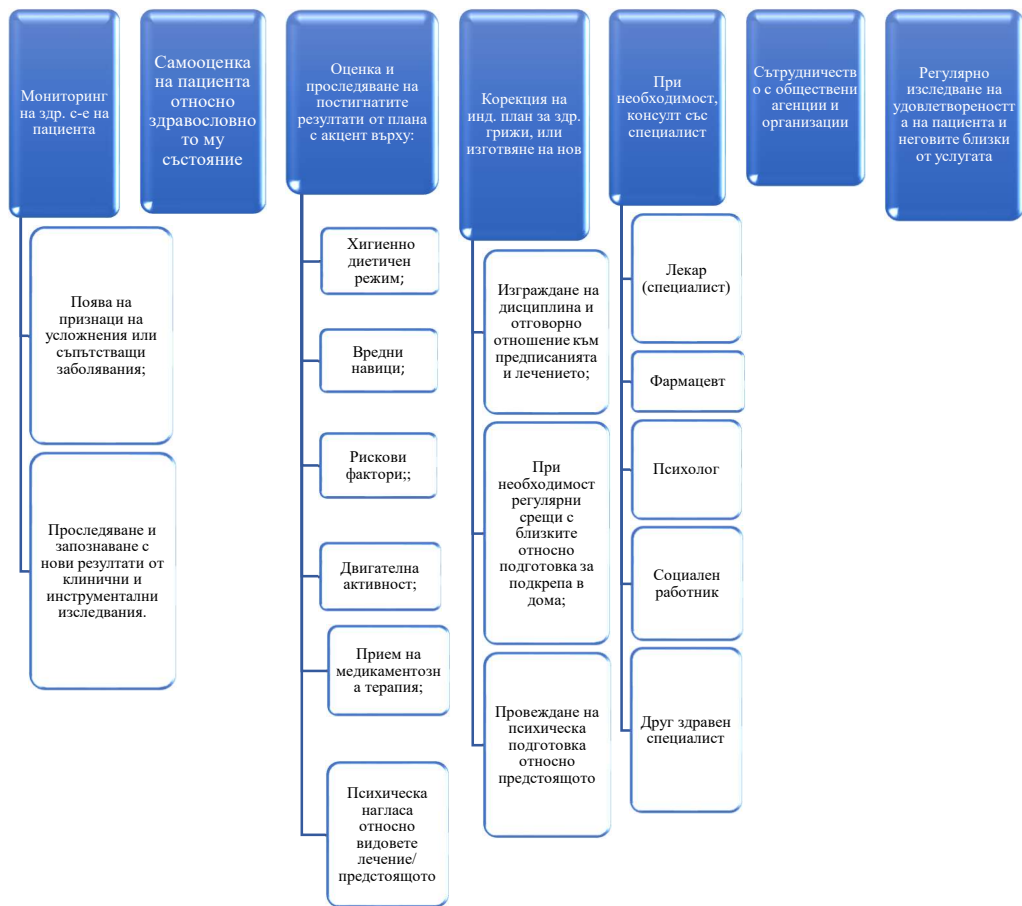 Мониторинг
на здр. с-е на
пациента
Поява на
признаци на
усложнения или
съпътстващи
заболявания;
Проследяване и
запознаване с
нови резултати от
клинични и
инструментални
изследвания.
Самооценка
на пациента
относно
здравословно
то му
състояние
Оценка и
проследяване на
постигнатите
резултати от плана
с акцент върху:
Хигиенно
диетичен
режим;
Вредни
навици;
Рискови
фактори;;
Двигателна
активност;
Прием на
медикаментозн
а терапия;
Психическа
нагласа
относно
видовете
лечение/
предстоящото
Корекция на
инд. план за здр.
грижи, или
изготвяне на нов
Изграждане на
дисциплина и
отговорно
отношение към
предписанията
и лечението;
При
необходимост
регулярни
срещи с
близките
относно
подготовка за
подкрепа в
дома;
Провеждане на
психическа
подготовка
относно
предстоящото
При
необходимост,
консулт със
специалист
Лекар
(специалист)
Фармацевт
Психолог
Социален
работник
Друг здравен
специалист
Сътрудничеств
о с обществени
агенции и
организации
Регулярно
изследване на
удовлетвореностт
а на пациента и
неговите близки
от услугата